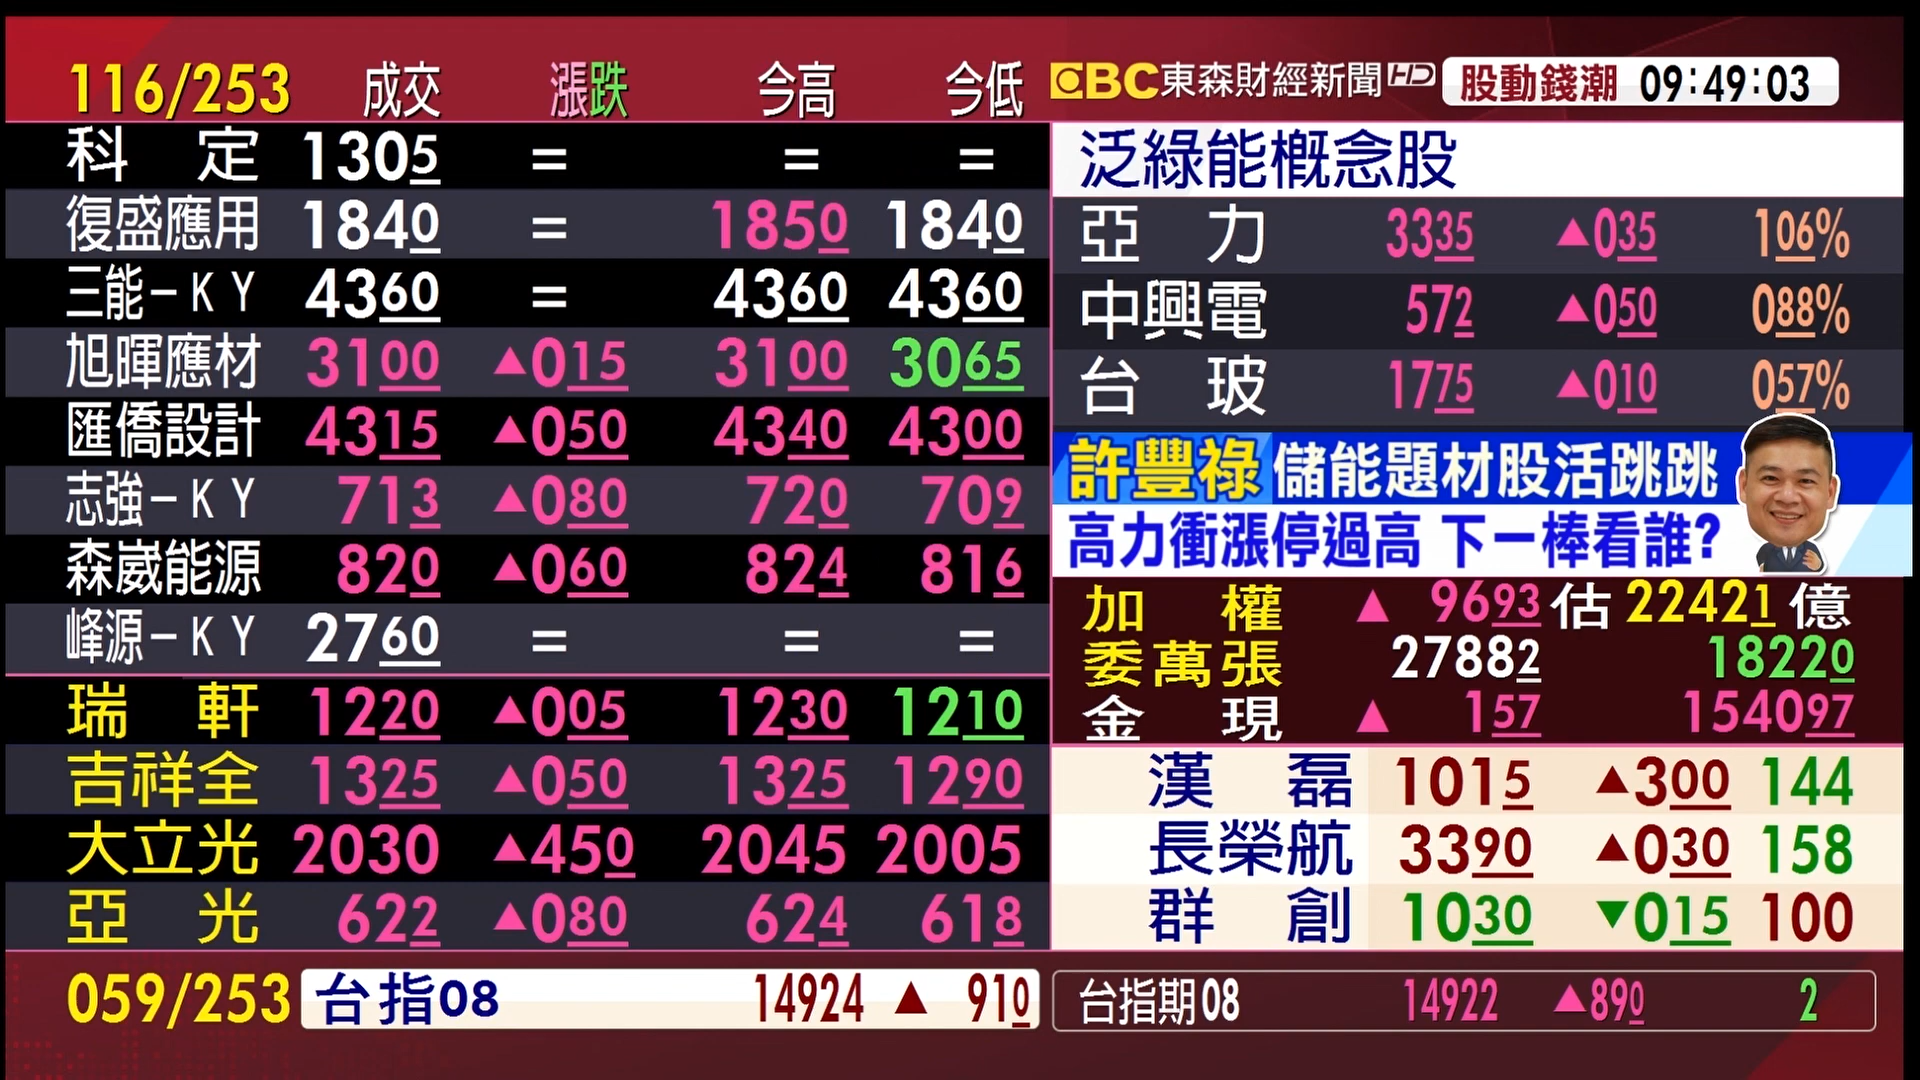 116/253 成交 漲跌 今高 今低
科定 1305 = = =
復盛應用 1840 = 1850 1840
三能－KY 4360 = 4360 4360
旭暉應材 3100 ▲015 3100 3065
匯僑設計 4315 ▲050 4340 4300
志強－KY 713 ▲080 720 709
森崴能源 820 ▲060 824 816
峰源－KY 2760 = = =
瑞軒 1220 ▲005 1230 1210
吉祥全 1325 ▲050 1325 1290
大立光 2030 ▲450 2045 2005
亞光 622 ▲080 624 618
059/253 台指08 14924 ▲ 910
EBC東森財經新聞HD 股動錢潮 09:49:03
泛綠能概念股
亞力 3335 ▲035 106%
中興電 572 ▲050 088%
台玻 1775 ▲010 057%
許豐祿 儲能題材股活跳跳
高力衝漲停過高 下一棒看誰?
加權 ▲ 9693 估 22421 億
委萬張 27882 18220
金現 ▲ 157 154097
漢磊 1015 ▲300 144
長榮航 3390 ▲030 158
群創 1030 ▼015 100
台指期08 14922 ▲890 2